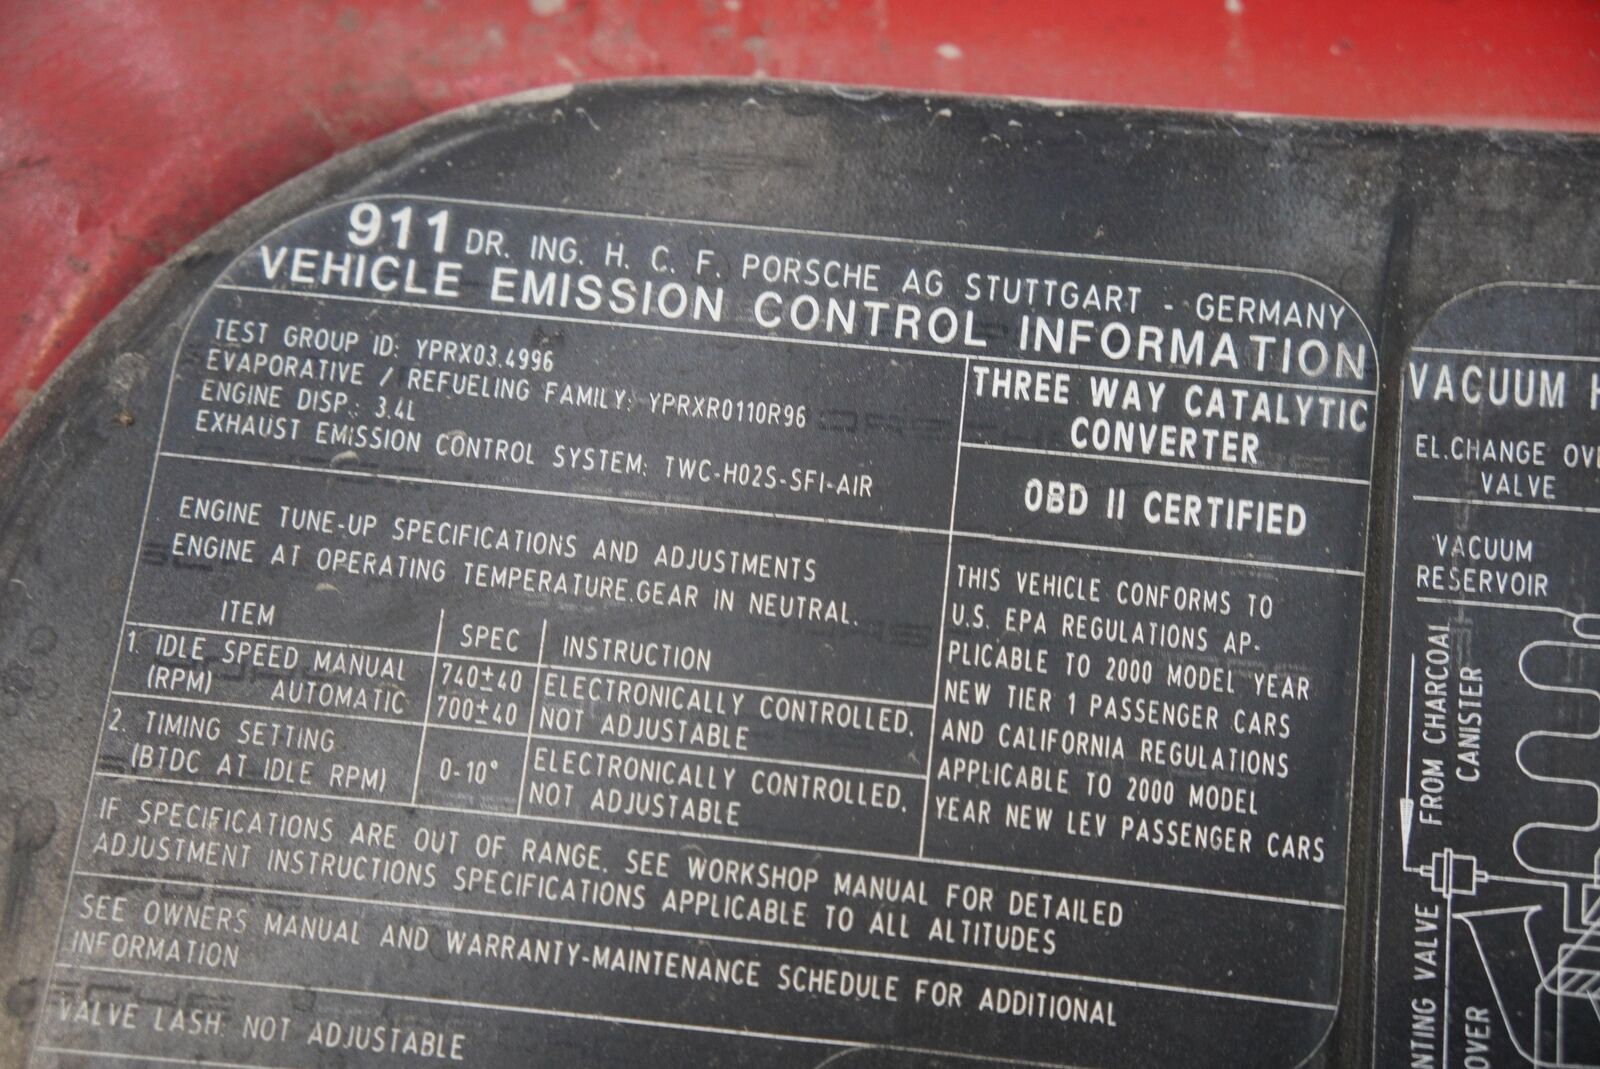 911 DR. ING. H. C. F. PORSCHE AG STUTTGART - GERMANY
VEHICLE EMISSION CONTROL INFORMATION
TEST GROUP ID: YPRX03.4996
EVAPORATIVE / REFUELING FAMILY: YPRXR0110R96
ENGINE DISP.: 3.4L
EXHAUST EMISSION CONTROL SYSTEM: TWC-HO2S-SFI-AIR
THREE WAY CATALYTIC
CONVERTER
OBD II CERTIFIED
ENGINE TUNE-UP SPECIFICATIONS AND ADJUSTMENTS
ENGINE AT OPERATING TEMPERATURE.GEAR IN NEUTRAL.
ITEM SPEC INSTRUCTION
1. IDLE SPEED MANUAL 740±40 ELECTRONICALLY CONTROLLED,
(RPM) AUTOMATIC 700±40 NOT ADJUSTABLE
2. TIMING SETTING ELECTRONICALLY CONTROLLED,
(BTDC AT IDLE RPM) 0-10° NOT ADJUSTABLE
THIS VEHICLE CONFORMS TO
U.S. EPA REGULATIONS AP-
PLICABLE TO 2000 MODEL YEAR
NEW TIER 1 PASSENGER CARS
AND CALIFORNIA REGULATIONS
APPLICABLE TO 2000 MODEL
YEAR NEW LEV PASSENGER CARS
IF SPECIFICATIONS ARE OUT OF RANGE, SEE WORKSHOP MANUAL FOR DETAILED
ADJUSTMENT INSTRUCTIONS SPECIFICATIONS APPLICABLE TO ALL ALTITUDES
SEE OWNERS MANUAL AND WARRANTY-MAINTENANCE SCHEDULE FOR ADDITIONAL
INFORMATION
VALVE LASH: NOT ADJUSTABLE
VACUUM H
EL.CHANGE OVE
VALVE
VACUUM
RESERVOIR
FROM CHARCOAL
CANISTER
NTING VALVE
OVER